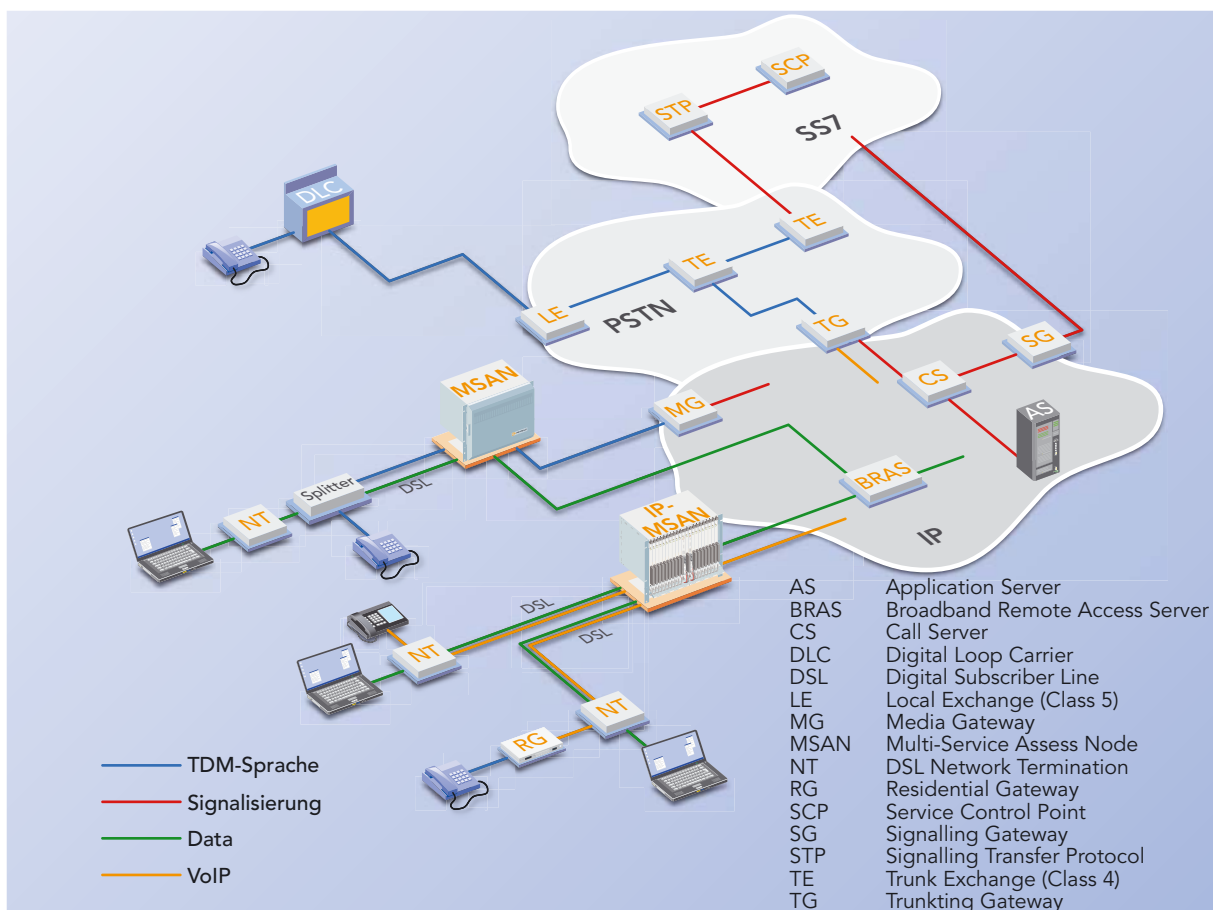 SCP
STP
SS7
DLC
TE
TE
LE
PSTN
TG
SG
MSAN
CS
MG
AS
DSL
Splitter
BRAS
NT
IP-
MSAN
IP
DSL
DSL
NT
NT
RG
TDM-Sprache
Signalisierung
Data
VoIP
AS Application Server
BRAS Broadband Remote Access Server
CS Call Server
DLC Digital Loop Carrier
DSL Digital Subscriber Line
LE Local Exchange (Class 5)
MG Media Gateway
MSAN Multi-Service Assess Node
NT DSL Network Termination
RG Residential Gateway
SCP Service Control Point
SG Signalling Gateway
STP Signalling Transfer Protocol
TE Trunk Exchange (Class 4)
TG Trunkting Gateway